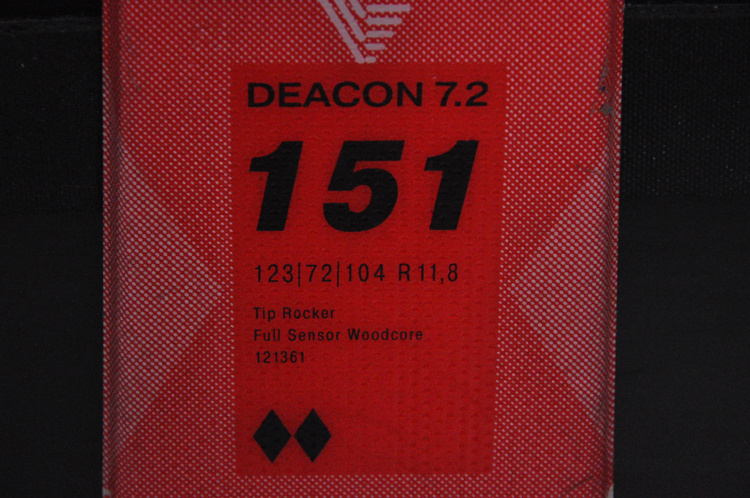 DEACON 7.2
151
123|72|104 R11,8
Tip Rocker
Full Sensor Woodcore
121361